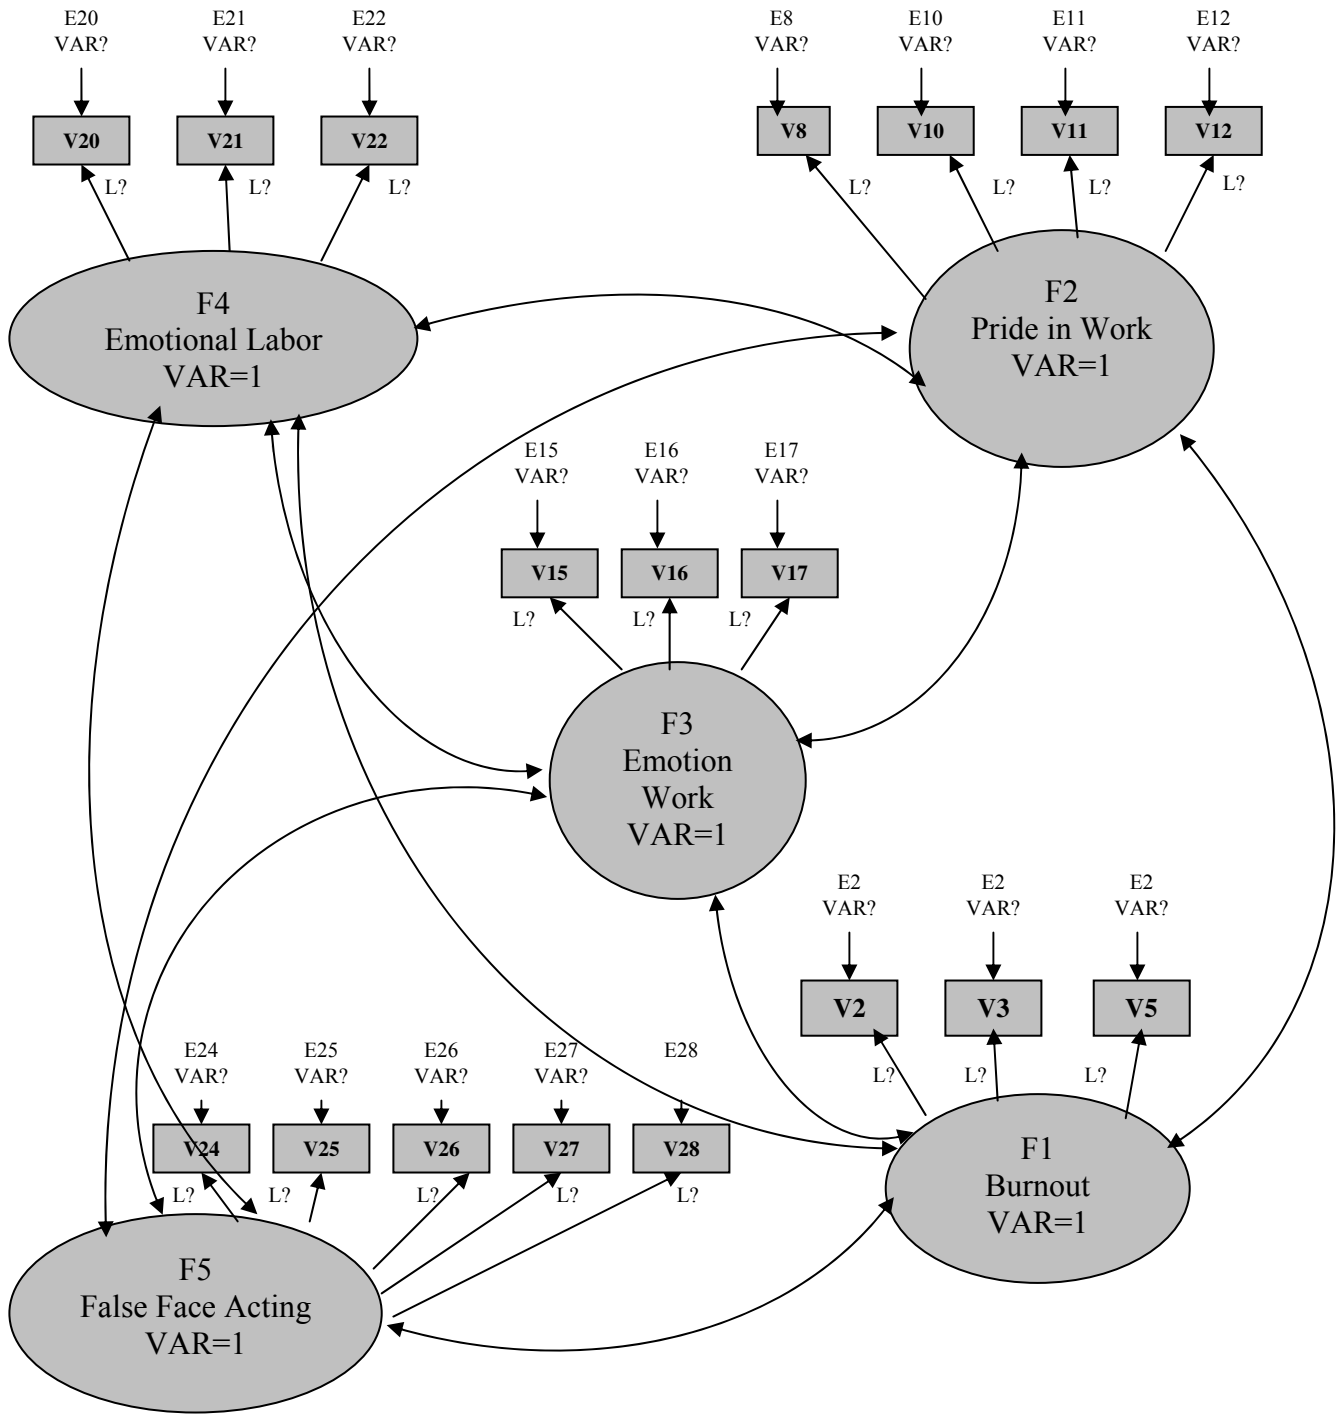 E20
VAR?
E21
VAR?
E22
VAR?
E8
VAR?
E10
VAR?
E11
VAR?
E12
VAR?
V20
V21
V22
V8
V10
V11
V12
L?
L?
L?
L?
L?
L?
L?
F4
Emotional Labor
VAR=1
F2
Pride in Work
VAR=1
E15
VAR?
E16
VAR?
E17
VAR?
V15
V16
V17
L?
L?
L?
F3
Emotion
Work
VAR=1
E2
VAR?
E2
VAR?
E2
VAR?
V2
V3
V5
L?
L?
L?
E24
VAR?
E25
VAR?
E26
VAR?
E27
VAR?
E28
V24
V25
V26
V27
V28
L?
L?
L?
L?
L?
F1
Burnout
VAR=1
F5
False Face Acting
VAR=1